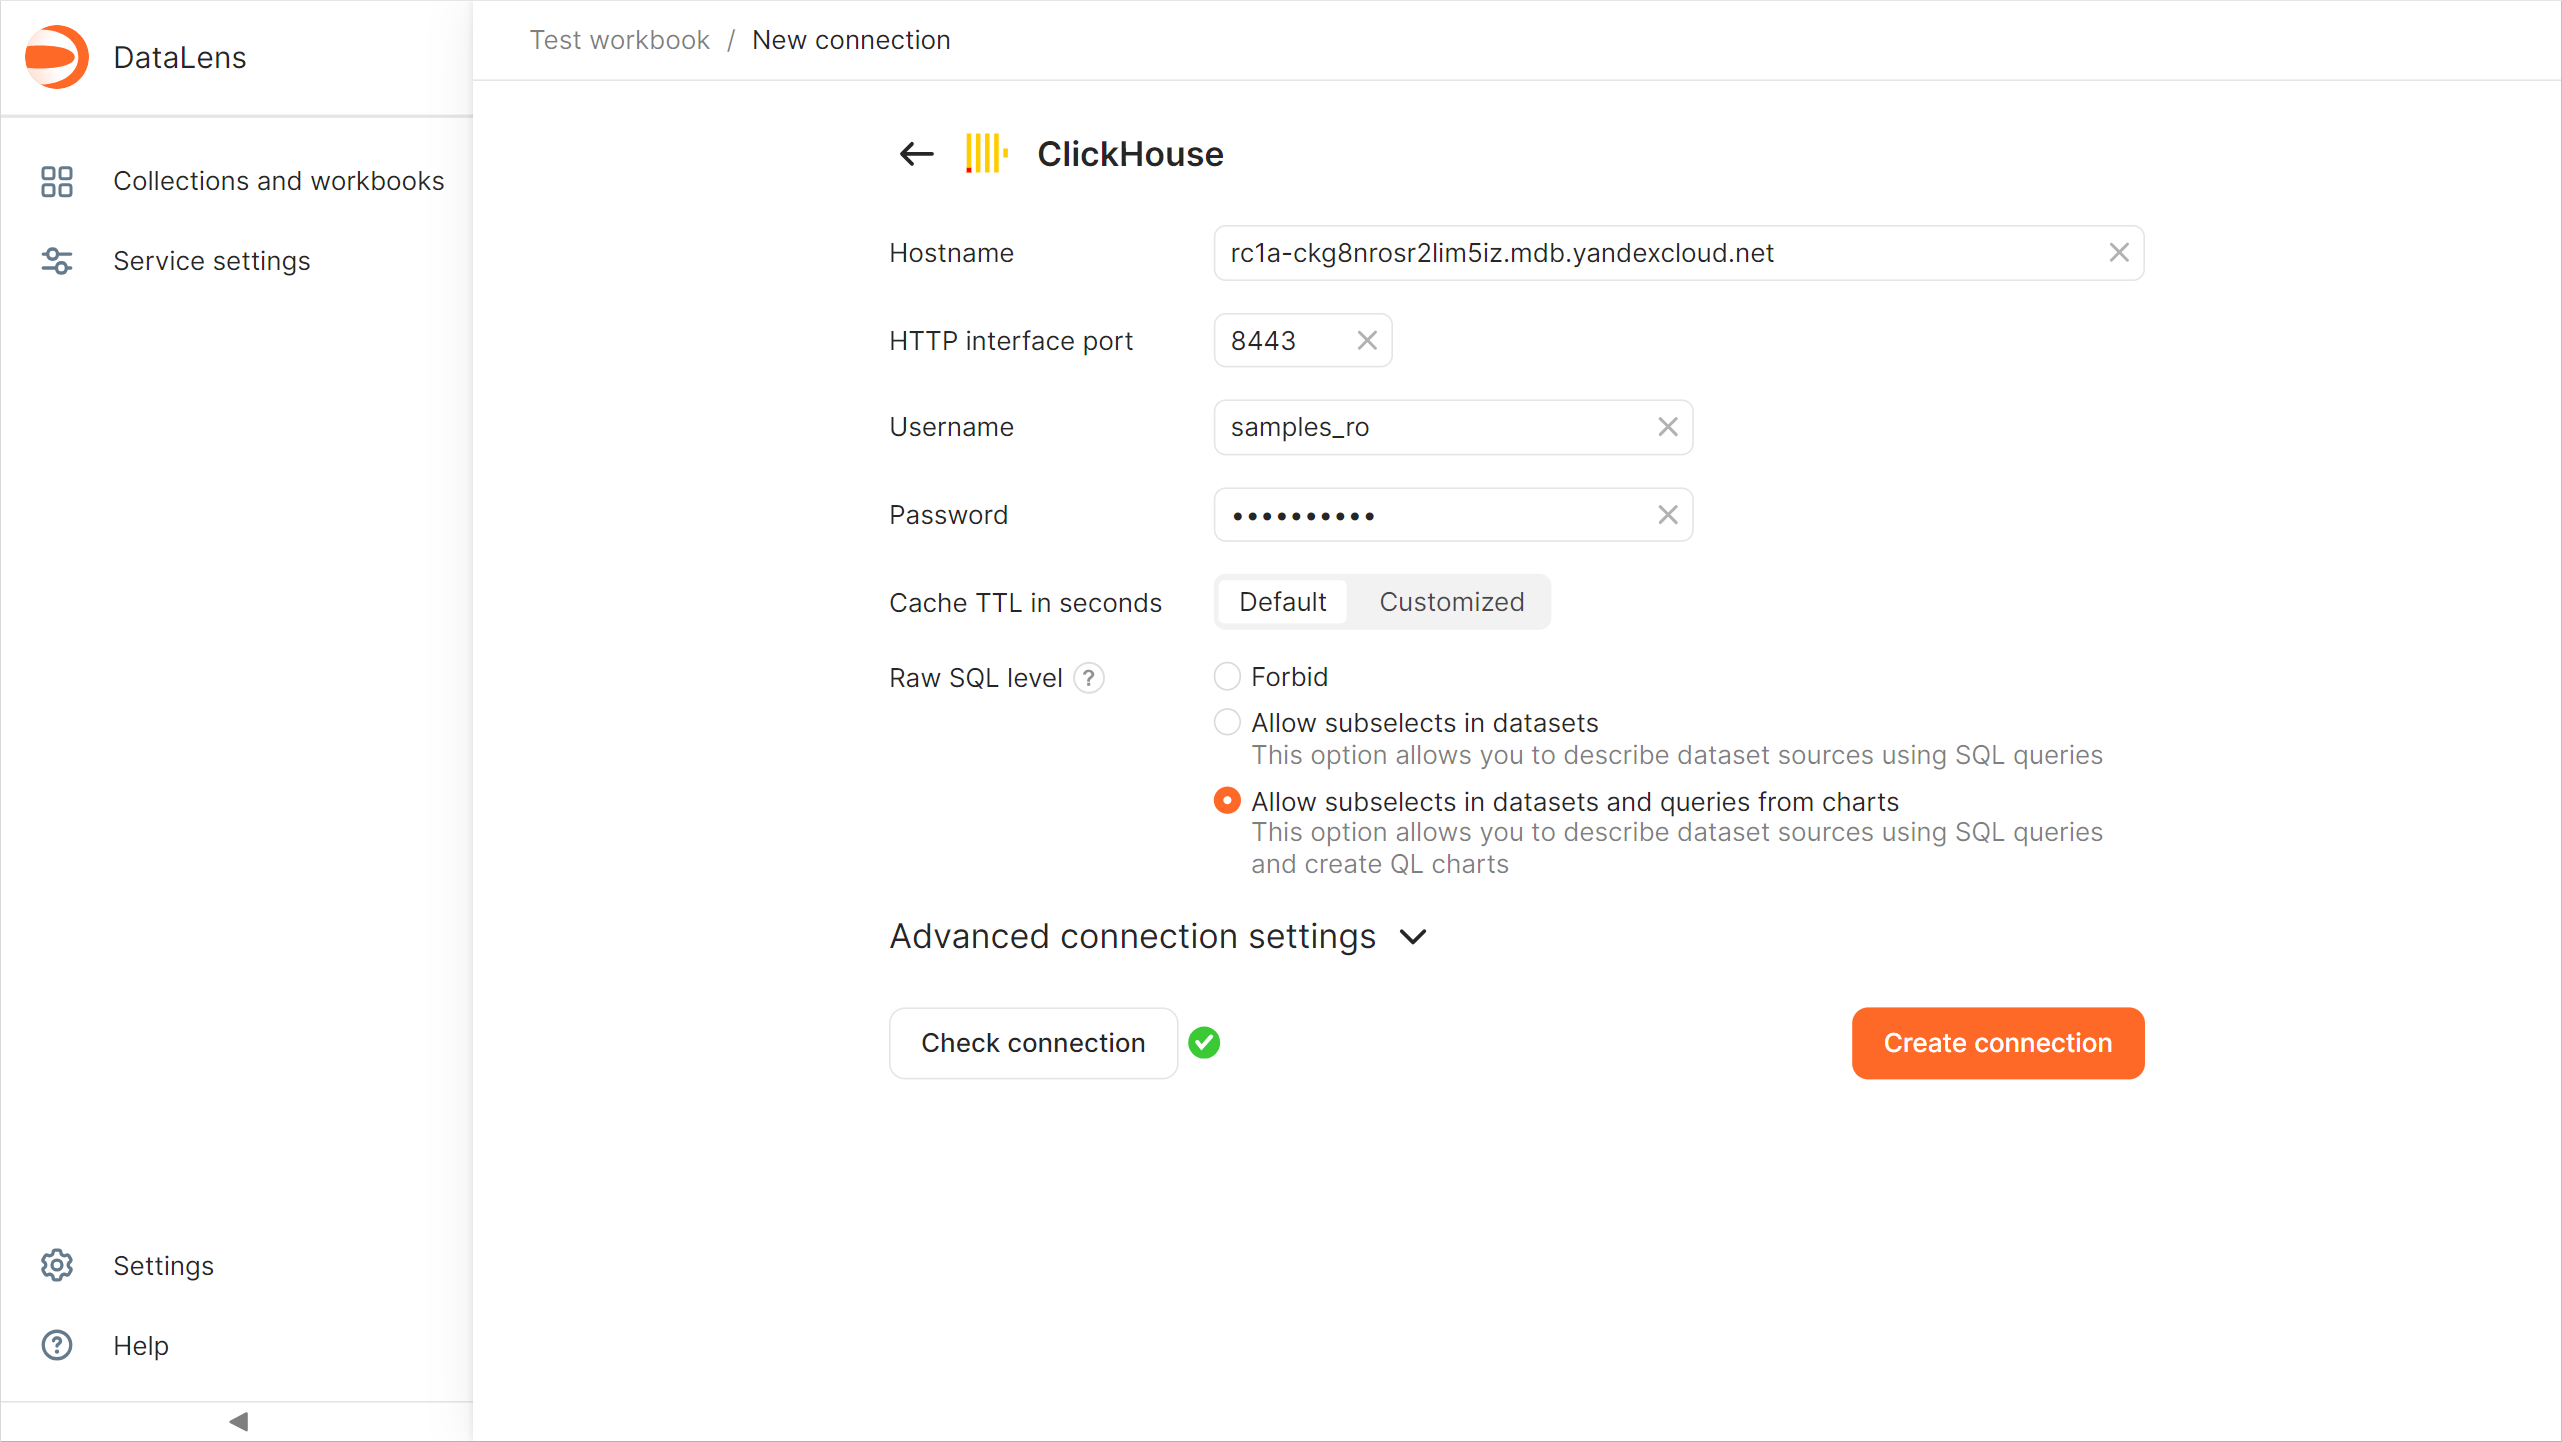 DataLens
Collections and workbooks
Service settings
Settings
Help
Test workbook / New connection
ClickHouse
Hostname
rc1a-ckg8nrosr2lim5iz.mdb.yandexcloud.net
HTTP interface port
8443
Username
samples_ro
Password
••••••••••
Cache TTL in seconds
Default Customized
Raw SQL level ?
Forbid
Allow subselects in datasets
This option allows you to describe dataset sources using SQL queries
Allow subselects in datasets and queries from charts
This option allows you to describe dataset sources using SQL queries
and create QL charts
Advanced connection settings
Check connection
Create connection